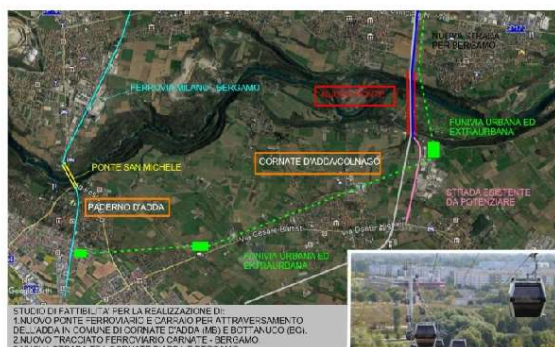 NUOVA STRADA
PER BERGAMO
FERROVIA MILANO - BERGAMO
FUNIVIA URBANA ED
EXTRAURBANA
CORNATE D'ADDA/COLNAGO
PONTE SAN MICHELE
STRADA ESISTENTE
DA POTENZIARE
PADERNO D'ADDA
Via Cesare Battisti
FUNIVIA URBANA ED
EXTRAURBANA
STUDIO DI FATTIBILITA' PER LA REALIZZAZIONE DI:
1.NUOVO PONTE FERROVIARIO E CARRAIO PER ATTRAVERSAMENTO
DELL'ADDA IN COMUNE DI CORNATE D'ADDA (MB) E BOTTANUCO (BG).
2.NUOVO TRACCIATO FERROVIARIO CARNATE - BERGAMO